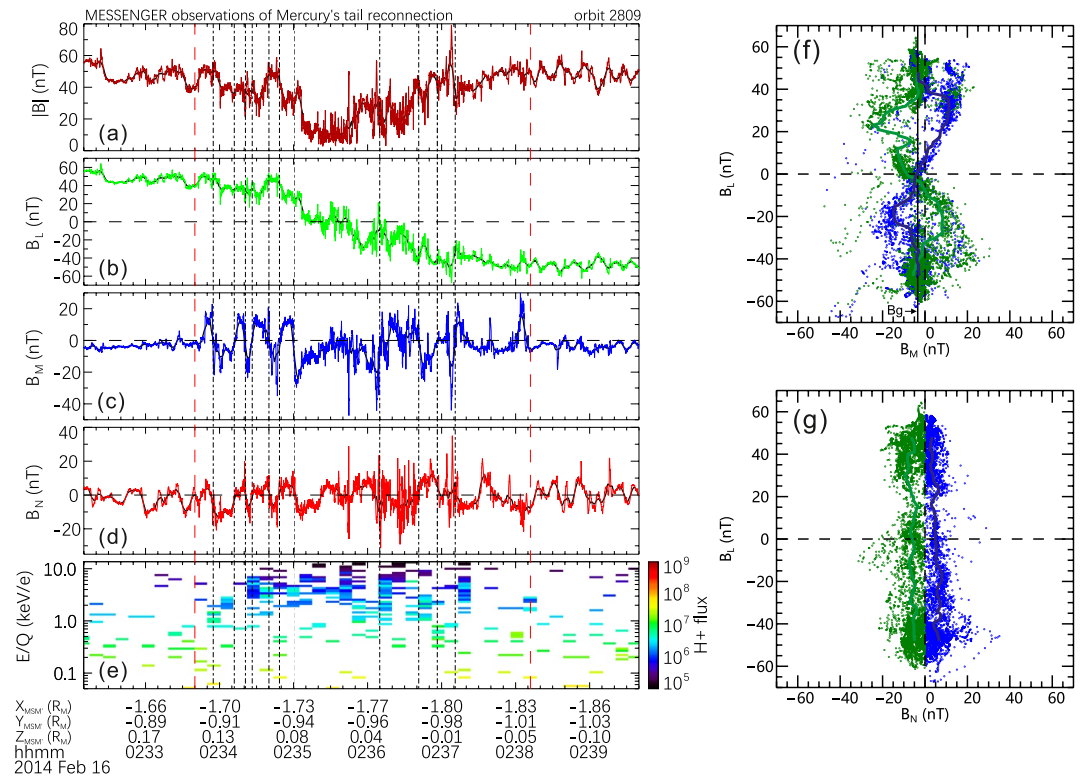 MESSENGER observations of Mercury's tail reconnection orbit 2809
80
60
40
20
0
|B| (nT)
(a)
60
40
20
0
-20
-40
-60
B_L (nT)
(b)
20
0
-20
-40
B_M (nT)
(c)
40
20
0
-20
B_N (nT)
(d)
10.0
1.0
0.1
E/Q (keV/e)
(e)
10^9
10^8
10^7
10^6
10^5
H+ flux
X_MSM' (R_M) -1.66 -1.70 -1.73 -1.77 -1.80 -1.83 -1.86
Y_MSM' (R_M) -0.89 -0.91 -0.94 -0.96 -0.98 -1.01 -1.03
Z_MSM' (R_M) 0.17 0.13 0.08 0.04 -0.01 -0.05 -0.10
hhmm 0233 0234 0235 0236 0237 0238 0239
2014 Feb 16
(f)
60
40
20
0
-20
-40
-60
B_L (nT)
Bg
-60 -40 -20 0 20 40 60
B_M (nT)
(g)
60
40
20
0
-20
-40
-60
B_L (nT)
-60 -40 -20 0 20 40 60
B_N (nT)